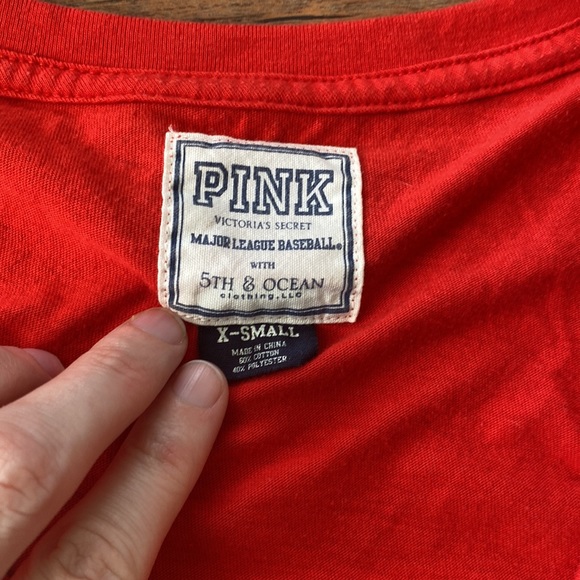 PINK
VICTORIA'S SECRET
MAJOR LEAGUE BASEBALL®
WITH
5TH & OCEAN
clothing, LLC
X-SMALL
MADE IN CHINA
60% COTTON
40% POLYESTER